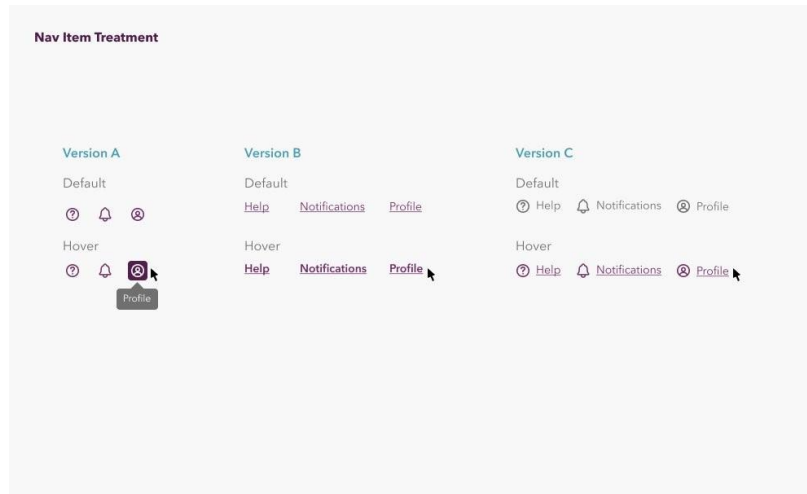 Nav Item Treatment
Version A
Default
Hover
Profile
Version B
Default
Help Notifications Profile
Hover
Help Notifications Profile
Version C
Default
Help Notifications Profile
Hover
Help Notifications Profile